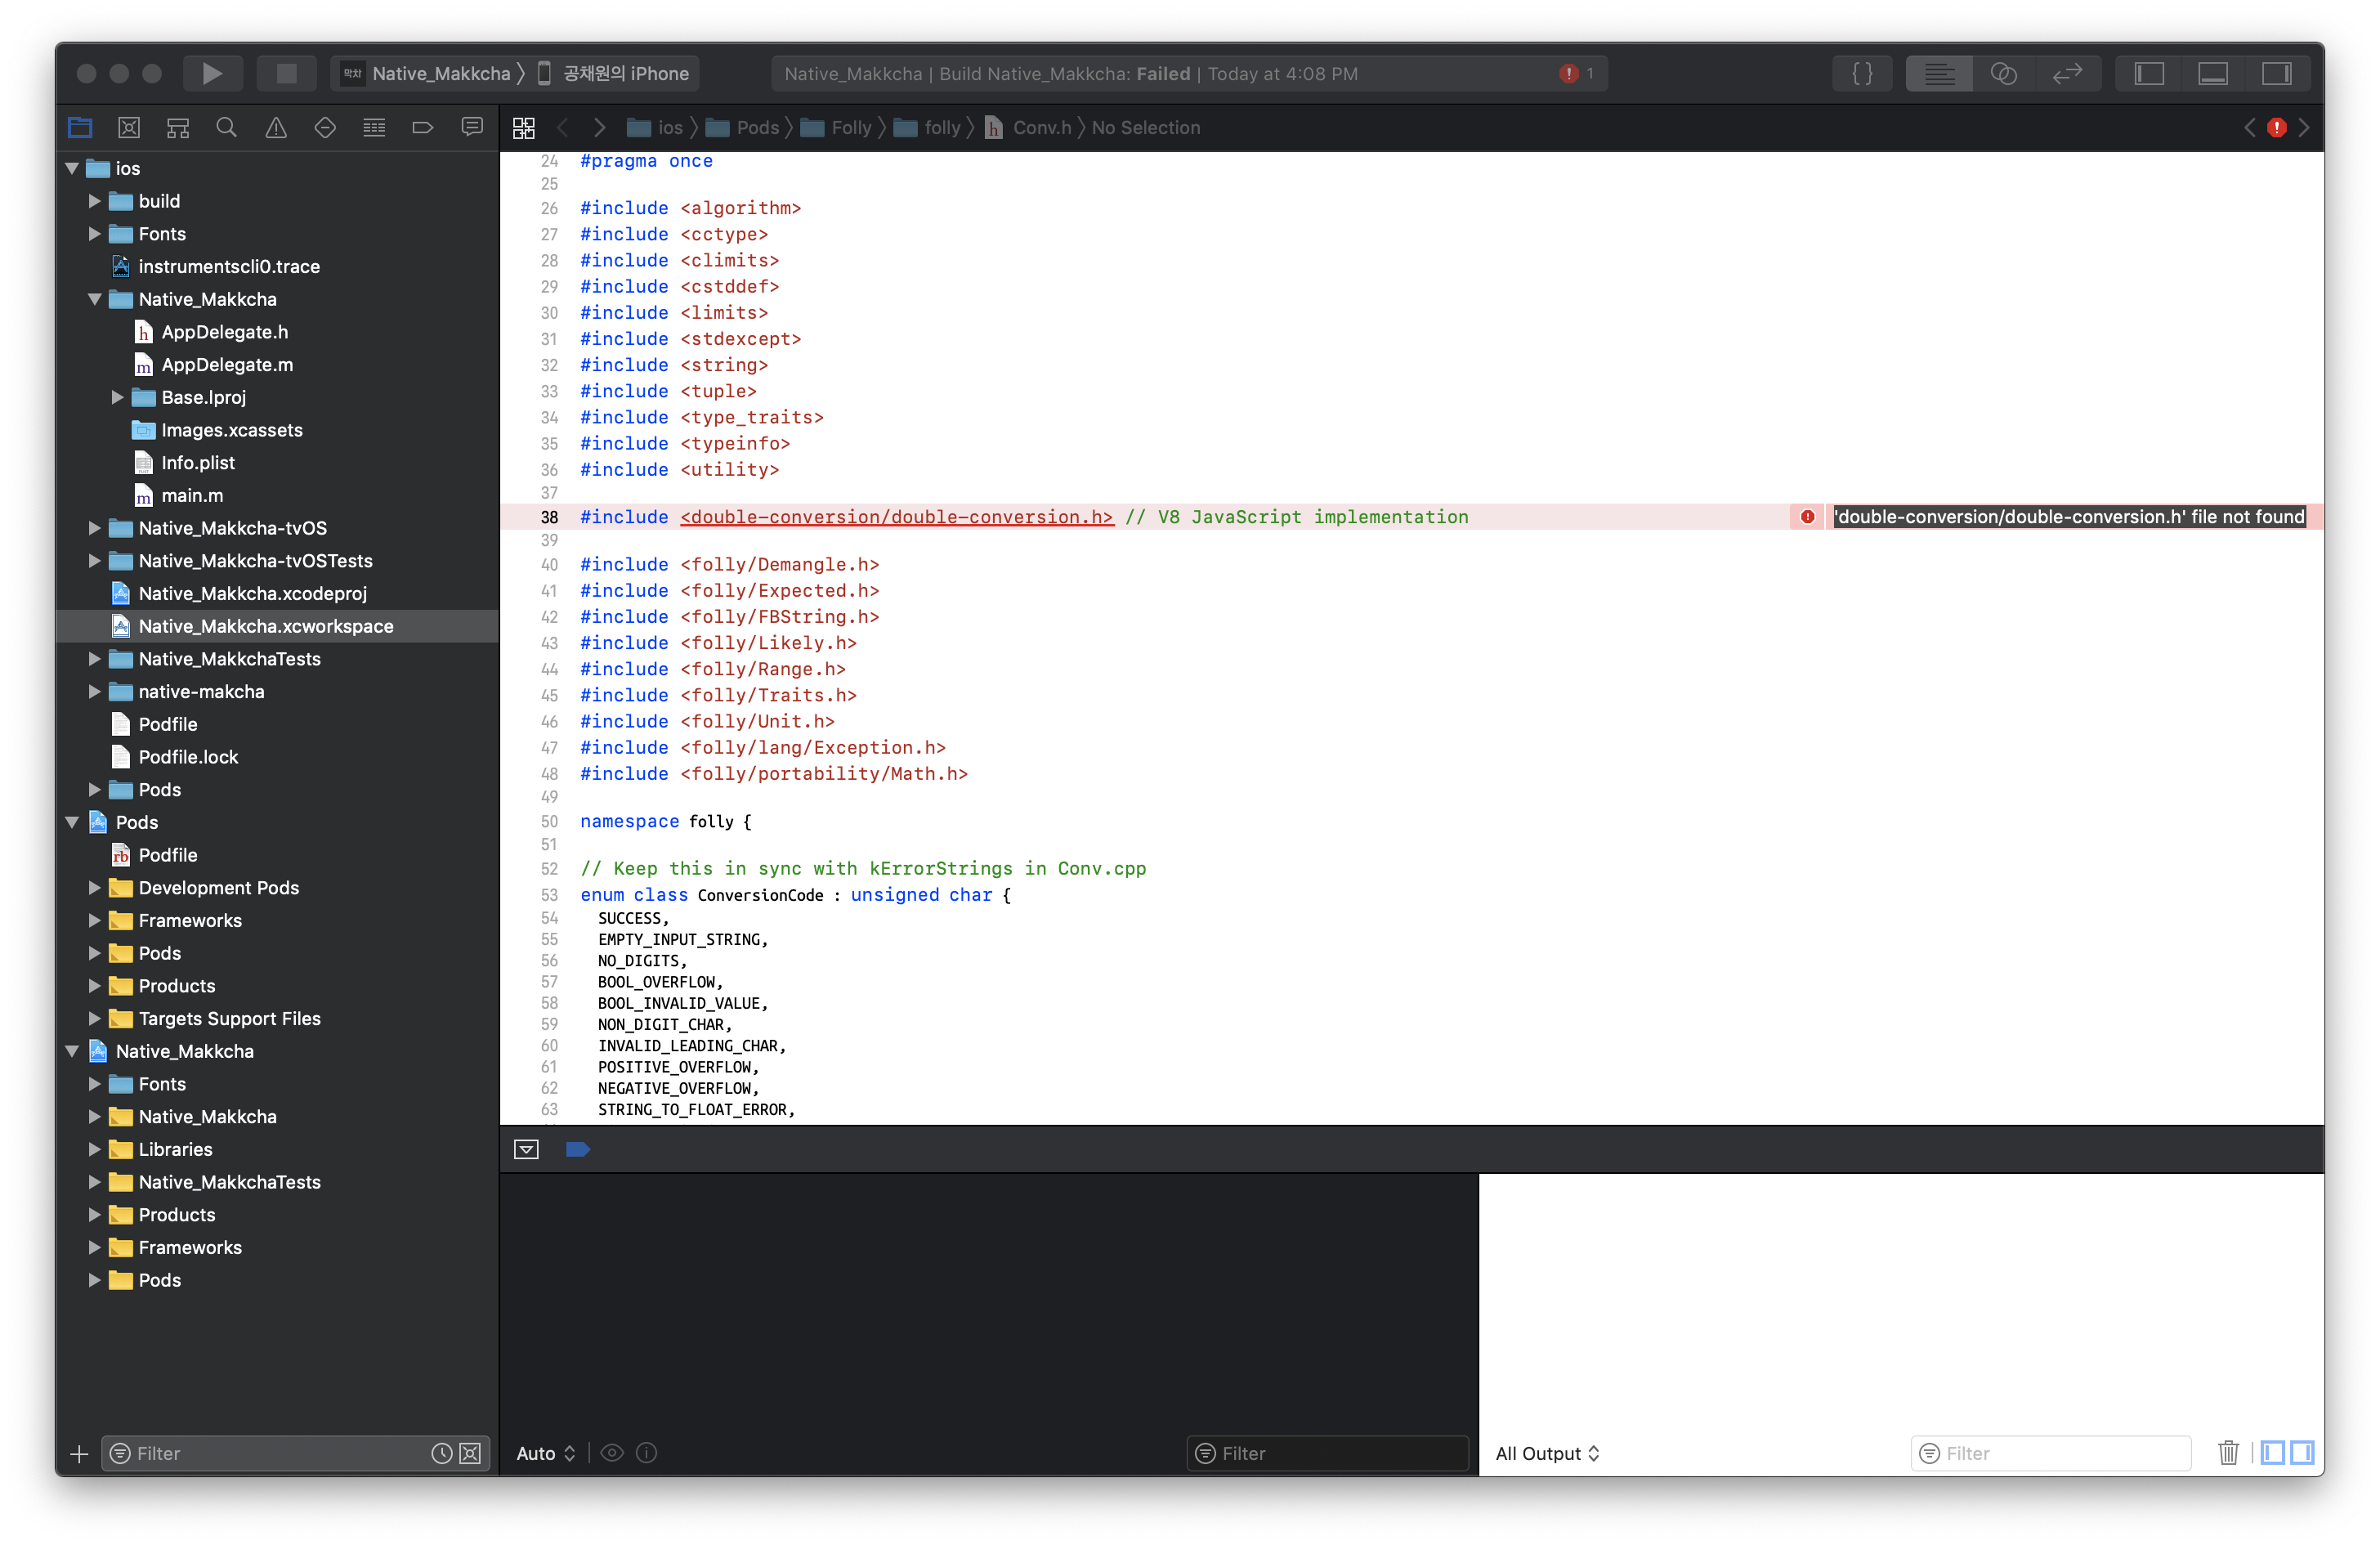 막차 Native_Makkcha 공채원의 iPhone
Native_Makkcha | Build Native_Makkcha: Failed | Today at 4:08 PM
1
{}
ios
build
Fonts
instrumentscli0.trace
Native_Makkcha
AppDelegate.h
AppDelegate.m
Base.lproj
Images.xcassets
Info.plist
main.m
Native_Makkcha-tvOS
Native_Makkcha-tvOSTests
Native_Makkcha.xcodeproj
Native_Makkcha.xcworkspace
Native_MakkchaTests
native-makcha
Podfile
Podfile.lock
Pods
Pods
Podfile
Development Pods
Frameworks
Pods
Products
Targets Support Files
Native_Makkcha
Fonts
Native_Makkcha
Libraries
Native_MakkchaTests
Products
Frameworks
Pods
Filter
ios Pods Folly folly Conv.h No Selection
24 #pragma once
25
26 #include <algorithm>
27 #include <cctype>
28 #include <climits>
29 #include <cstddef>
30 #include <limits>
31 #include <stdexcept>
32 #include <string>
33 #include <tuple>
34 #include <type_traits>
35 #include <typeinfo>
36 #include <utility>
37
38 #include <double-conversion/double-conversion.h> // V8 JavaScript implementation 'double-conversion/double-conversion.h' file not found
39
40 #include <folly/Demangle.h>
41 #include <folly/Expected.h>
42 #include <folly/FBString.h>
43 #include <folly/Likely.h>
44 #include <folly/Range.h>
45 #include <folly/Traits.h>
46 #include <folly/Unit.h>
47 #include <folly/lang/Exception.h>
48 #include <folly/portability/Math.h>
49
50 namespace folly {
51
52 // Keep this in sync with kErrorStrings in Conv.cpp
53 enum class ConversionCode : unsigned char {
54 SUCCESS,
55 EMPTY_INPUT_STRING,
56 NO_DIGITS,
57 BOOL_OVERFLOW,
58 BOOL_INVALID_VALUE,
59 NON_DIGIT_CHAR,
60 INVALID_LEADING_CHAR,
61 POSITIVE_OVERFLOW,
62 NEGATIVE_OVERFLOW,
63 STRING_TO_FLOAT_ERROR,
Auto
Filter
All Output
Filter